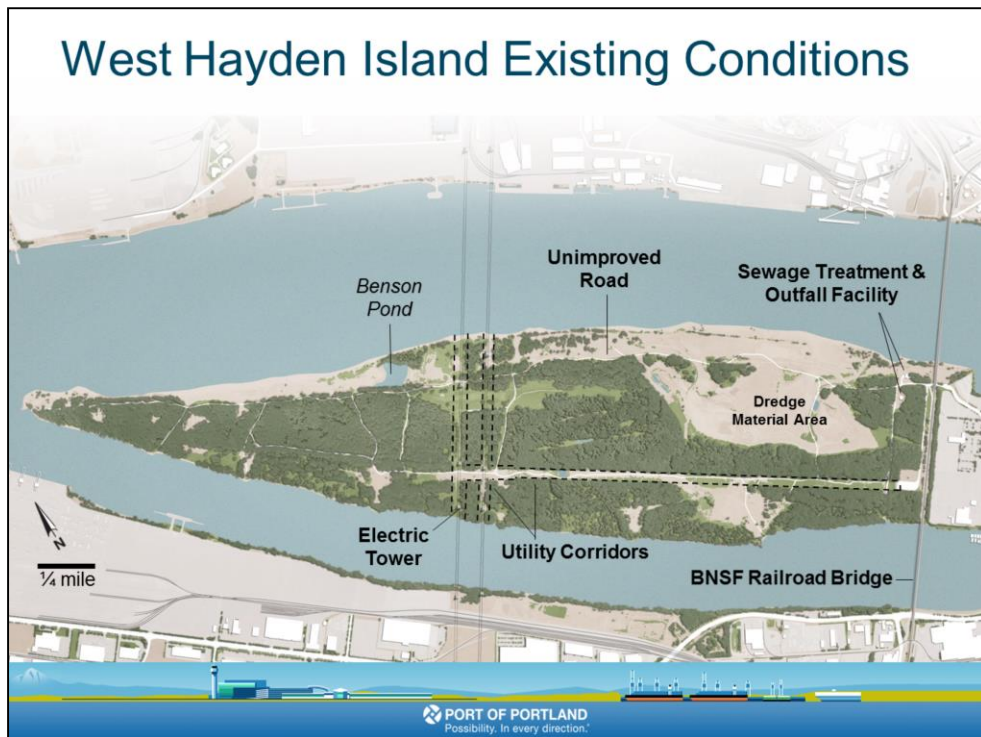 West Hayden Island Existing Conditions
Unimproved
Road
Sewage Treatment &
Outfall Facility
Benson
Pond
Dredge
Material Area
N
¼ mile
Electric
Tower
Utility Corridors
BNSF Railroad Bridge
PORT OF PORTLAND
Possibility. In every direction.®